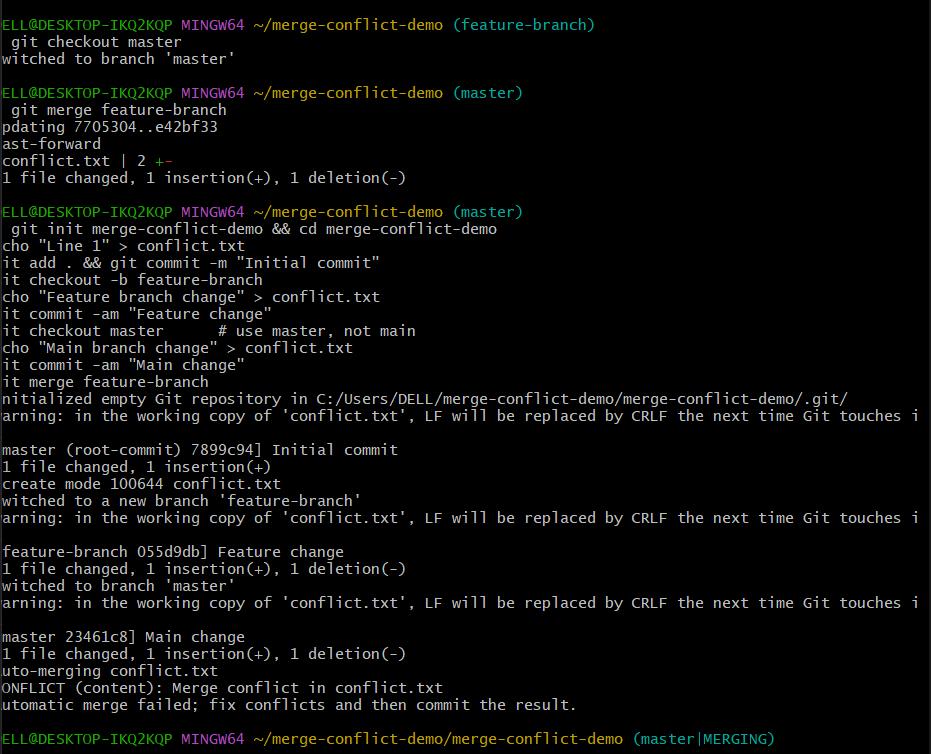 ELL@DESKTOP-IKQ2KQP MINGW64 ~/merge-conflict-demo (feature-branch)
git checkout master
witched to branch 'master'
ELL@DESKTOP-IKQ2KQP MINGW64 ~/merge-conflict-demo (master)
git merge feature-branch
pdating 7705304..e42bf33
ast-forward
conflict.txt | 2 +-
1 file changed, 1 insertion(+), 1 deletion(-)
ELL@DESKTOP-IKQ2KQP MINGW64 ~/merge-conflict-demo (master)
git init merge-conflict-demo && cd merge-conflict-demo
cho "Line 1" > conflict.txt
it add . && git commit -m "Initial commit"
it checkout -b feature-branch
cho "Feature branch change" > conflict.txt
it commit -am "Feature change"
it checkout master      # use master, not main
cho "Main branch change" > conflict.txt
it commit -am "Main change"
it merge feature-branch
nitialized empty Git repository in C:/Users/DELL/merge-conflict-demo/merge-conflict-demo/.git/
arning: in the working copy of 'conflict.txt', LF will be replaced by CRLF the next time Git touches i
master (root-commit) 7899c94] Initial commit
1 file changed, 1 insertion(+)
create mode 100644 conflict.txt
witched to a new branch 'feature-branch'
arning: in the working copy of 'conflict.txt', LF will be replaced by CRLF the next time Git touches i
feature-branch 055d9db] Feature change
1 file changed, 1 insertion(+), 1 deletion(-)
witched to branch 'master'
arning: in the working copy of 'conflict.txt', LF will be replaced by CRLF the next time Git touches i
master 23461c8] Main change
1 file changed, 1 insertion(+), 1 deletion(-)
uto-merging conflict.txt
ONFLICT (content): Merge conflict in conflict.txt
utomatic merge failed; fix conflicts and then commit the result.
ELL@DESKTOP-IKQ2KQP MINGW64 ~/merge-conflict-demo/merge-conflict-demo (master|MERGING)